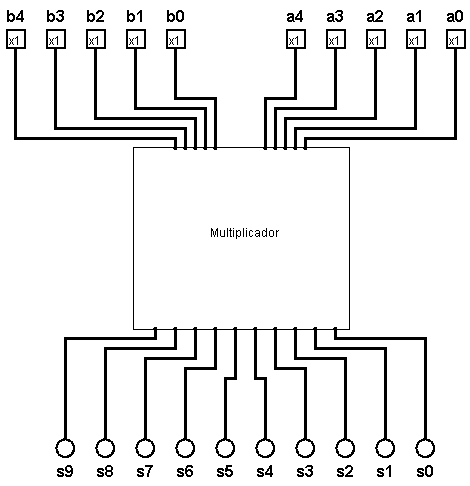 b4 b3 b2 b1 b0 a4 a3 a2 a1 a0
x1 x1 x1 x1 x1 x1 x1 x1 x1 x1
Multiplicador
s9 s8 s7 s6 s5 s4 s3 s2 s1 s0